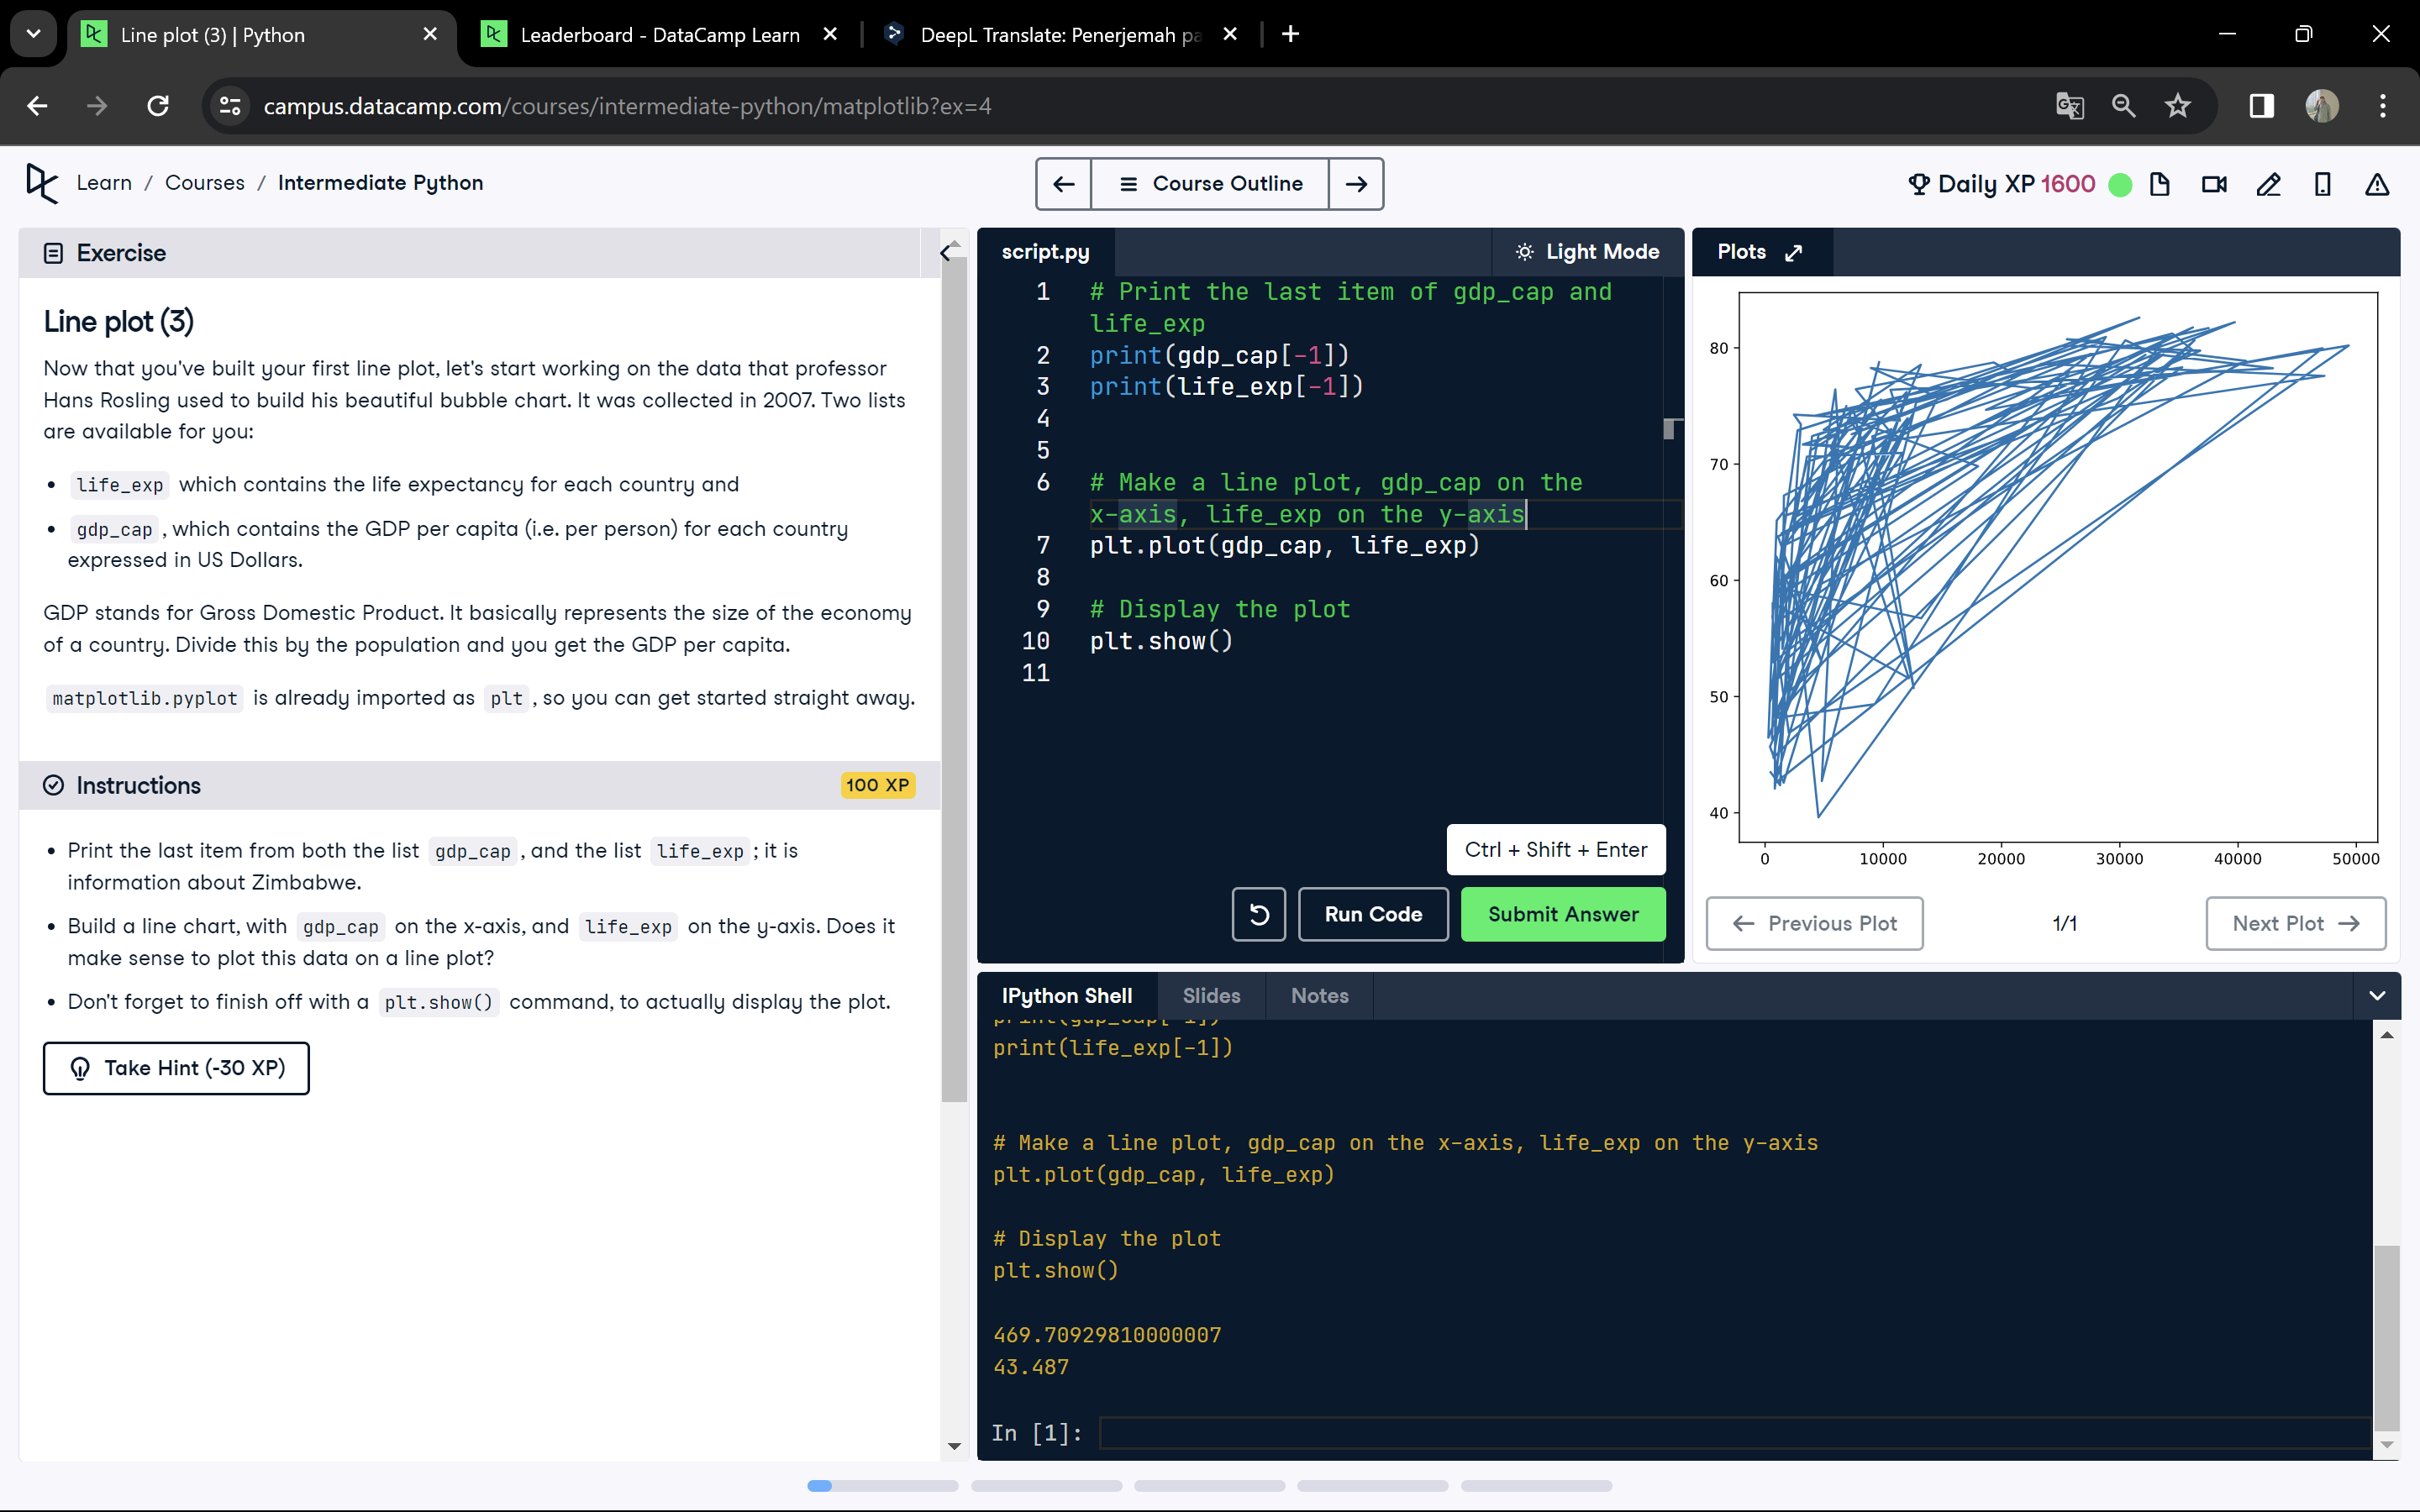 Line plot (3) | Python
Leaderboard - DataCamp Learn
DeepL Translate: Penerjemah pa
campus.datacamp.com/courses/intermediate-python/matplotlib?ex=4
Learn / Courses / Intermediate Python
Course Outline
Daily XP 1600
Exercise
Line plot (3)
Now that you've built your first line plot, let's start working on the data that professor
Hans Rosling used to build his beautiful bubble chart. It was collected in 2007. Two lists
are available for you:
• life_exp which contains the life expectancy for each country and
• gdp_cap, which contains the GDP per capita (i.e. per person) for each country
expressed in US Dollars.
GDP stands for Gross Domestic Product. It basically represents the size of the economy
of a country. Divide this by the population and you get the GDP per capita.
matplotlib.pyplot is already imported as plt, so you can get started straight away.
Instructions
100 XP
• Print the last item from both the list gdp_cap, and the list life_exp; it is
information about Zimbabwe.
• Build a line chart, with gdp_cap on the x-axis, and life_exp on the y-axis. Does it
make sense to plot this data on a line plot?
• Don't forget to finish off with a plt.show() command, to actually display the plot.
Take Hint (-30 XP)
script.py
Light Mode
1 # Print the last item of gdp_cap and
life_exp
2 print(gdp_cap[-1])
3 print(life_exp[-1])
4
5
6 # Make a line plot, gdp_cap on the
x-axis, life_exp on the y-axis
7 plt.plot(gdp_cap, life_exp)
8
9 # Display the plot
10 plt.show()
11
Ctrl + Shift + Enter
Run Code
Submit Answer
Plots
80
70
60
50
40
0 10000 20000 30000 40000 50000
Previous Plot
1/1
Next Plot
IPython Shell
Slides
Notes
print(gdp_cap[-1])
print(life_exp[-1])
# Make a line plot, gdp_cap on the x-axis, life_exp on the y-axis
plt.plot(gdp_cap, life_exp)
# Display the plot
plt.show()
469.70929810000007
43.487
In [1]: